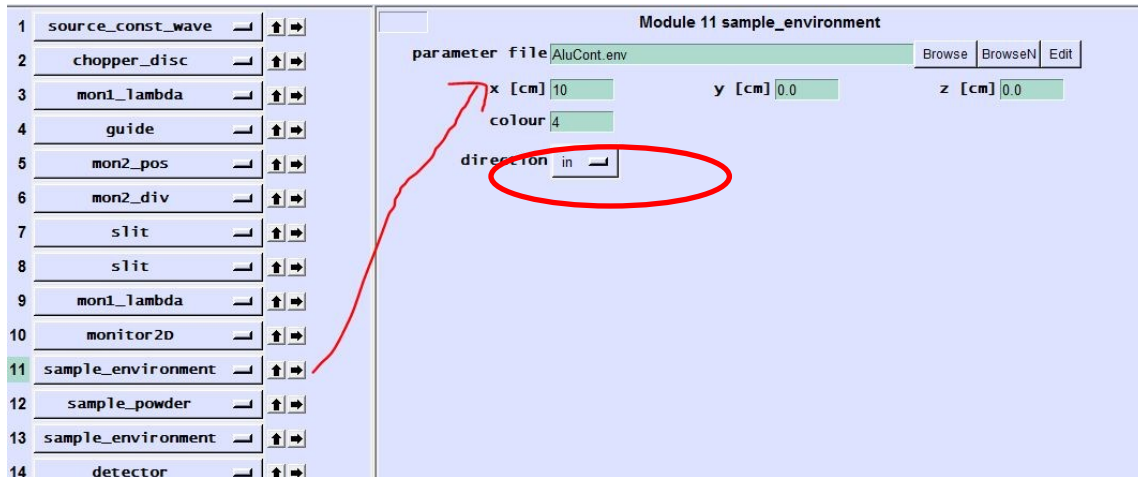 1 source_const_wave
2 chopper_disc
3 mon1_lambda
4 guide
5 mon2_pos
6 mon2_div
7 slit
8 slit
9 mon1_lambda
10 monitor2D
11 sample_environment
12 sample_powder
13 sample_environment
14 detector
Module 11 sample_environment
parameter file AluCont.env Browse BrowseN Edit
x [cm] 10 y [cm] 0.0 z [cm] 0.0
colour 4
direction in